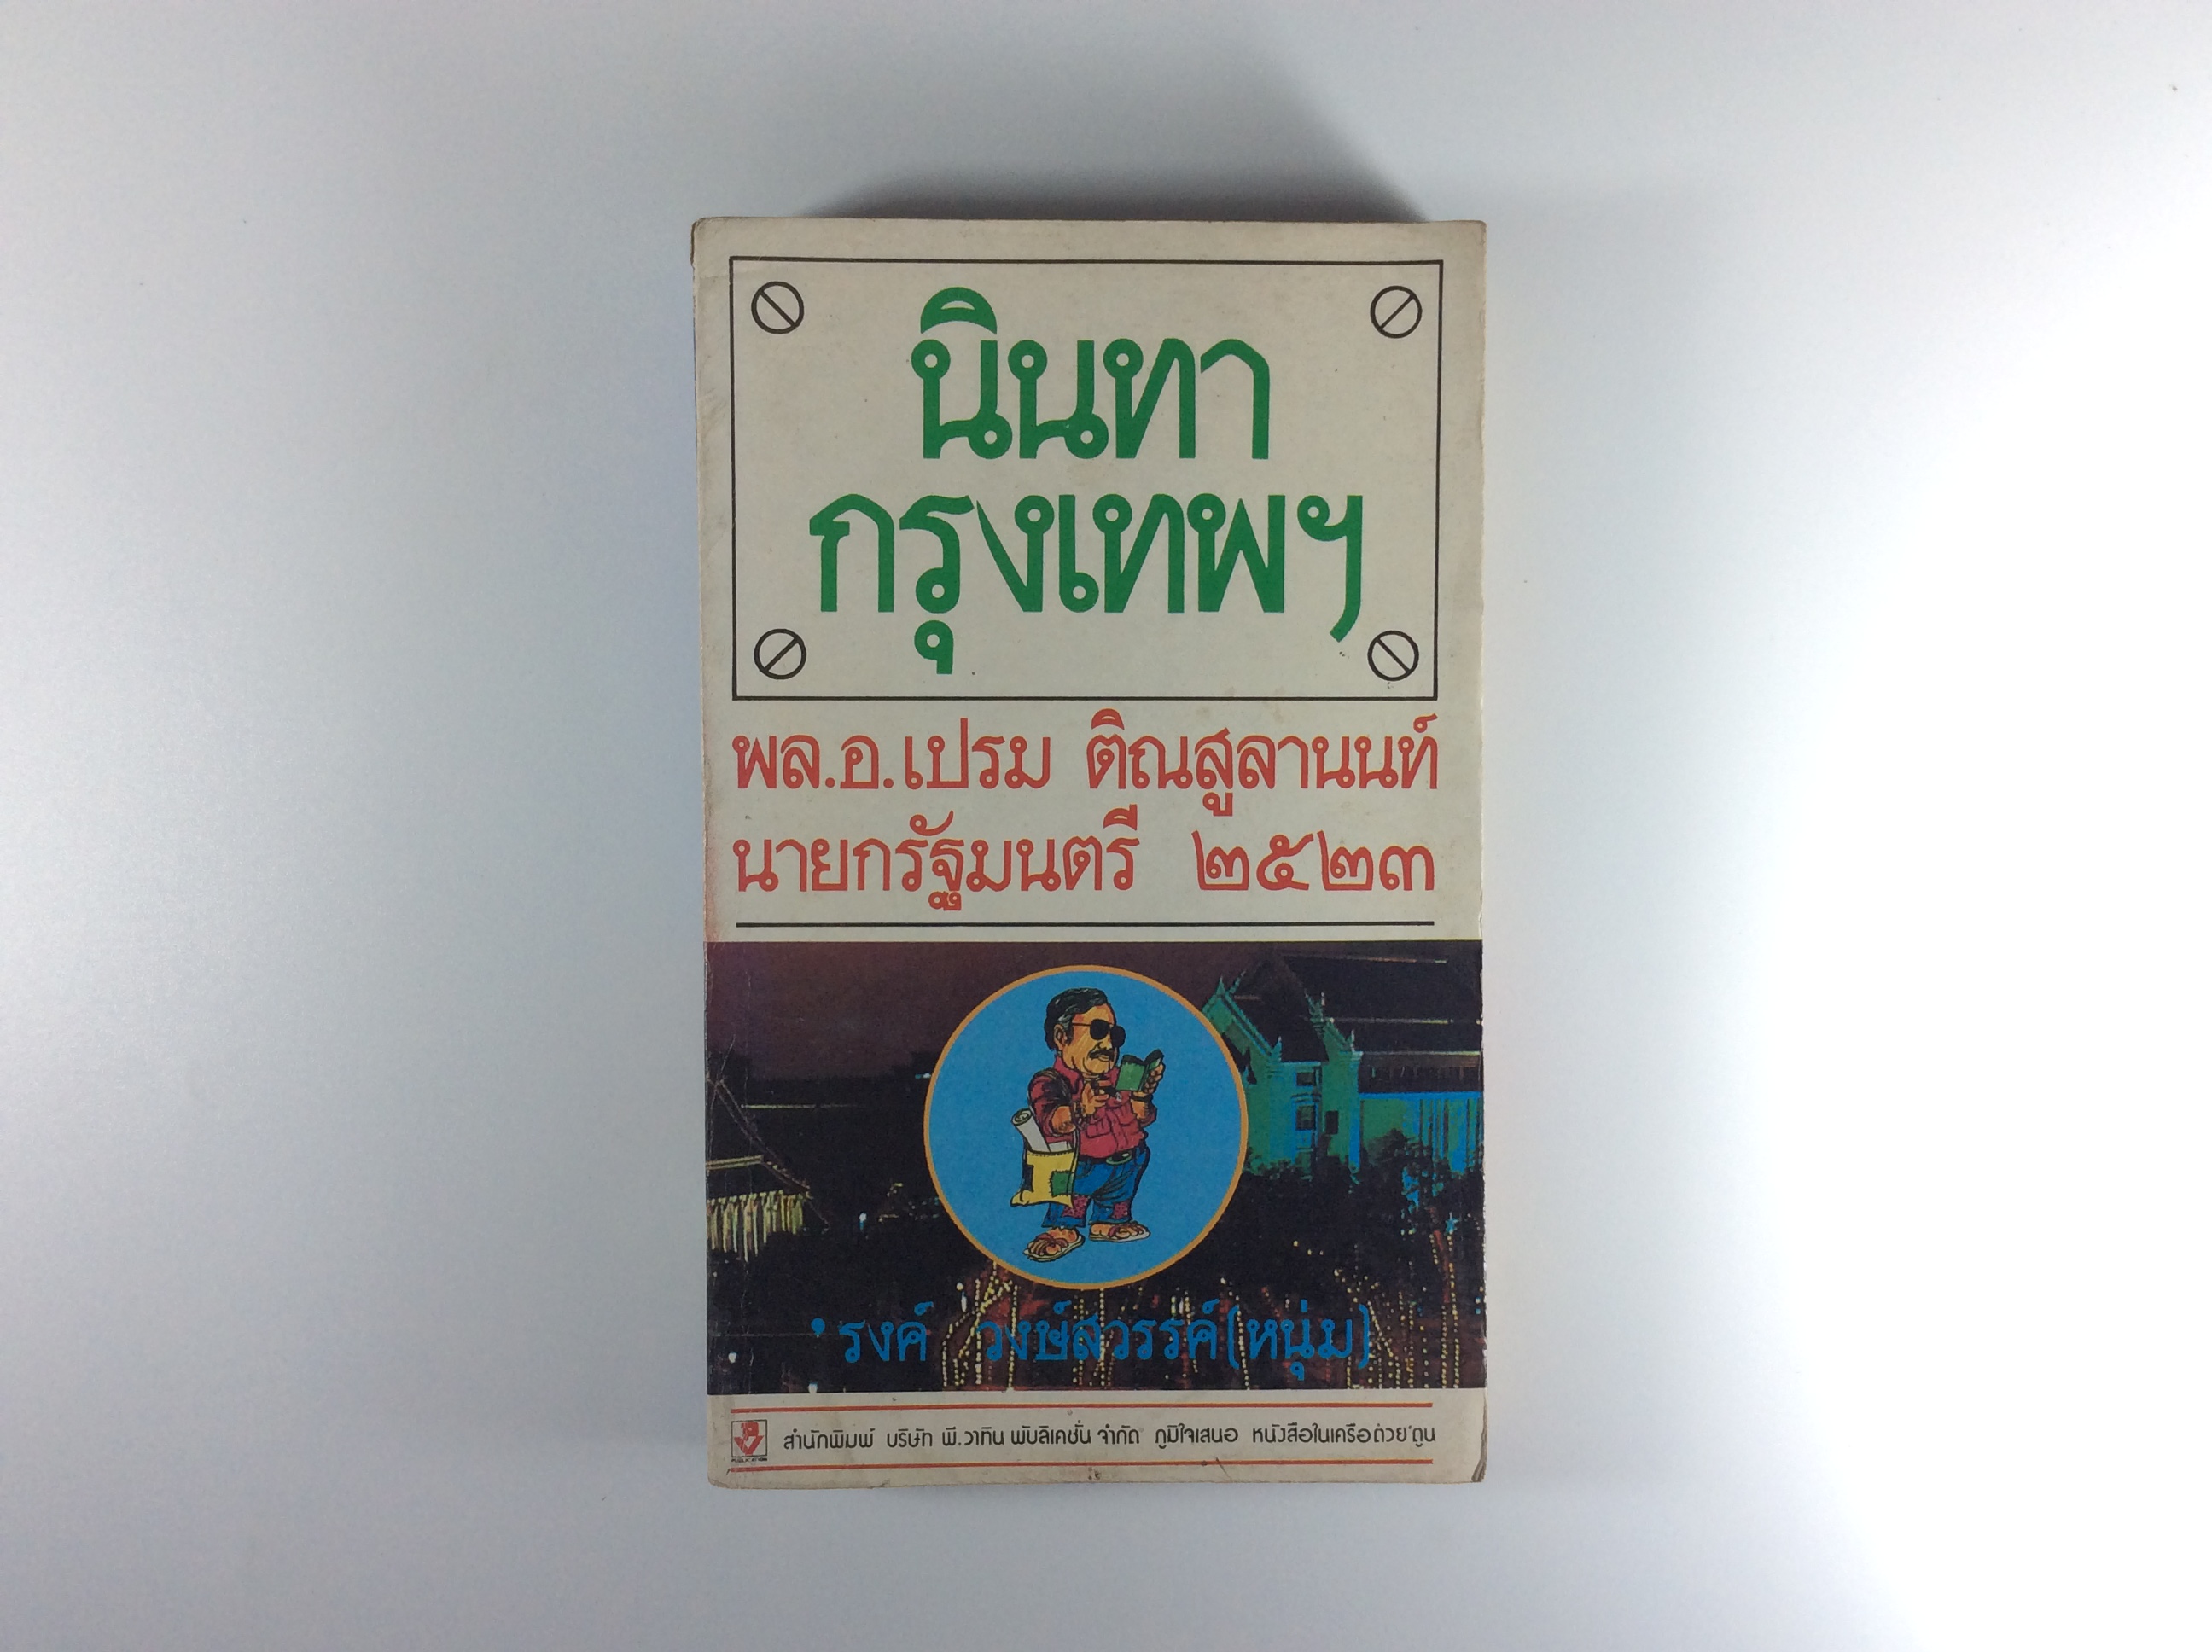 นินทา
กรุงเทพฯ
พล.อ.เปรม ติณสูลานนท์
นายกรัฐมนตรี ๒๕๒๓
'รงค์ วงษ์สวรรค์(หนุ่ม)
สำนักพิมพ์ บริษัท พี.วาทิน พับลิเคชั่น จำกัด ภูมิใจเสนอ หนังสือในเครือต่วย'ตูน